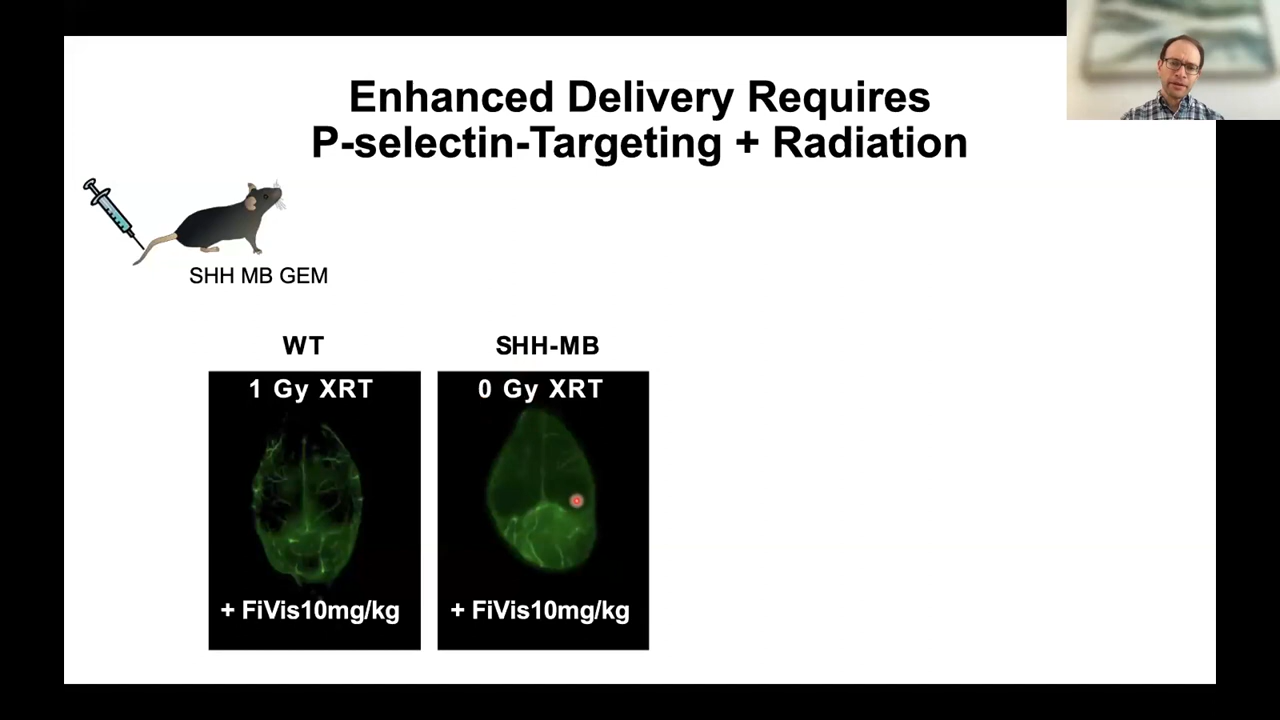 Enhanced Delivery Requires
P-selectin-Targeting + Radiation
SHH MB GEM
WT
SHH-MB
1 Gy XRT
0 Gy XRT
+ FiVis10mg/kg
+ FiVis10mg/kg